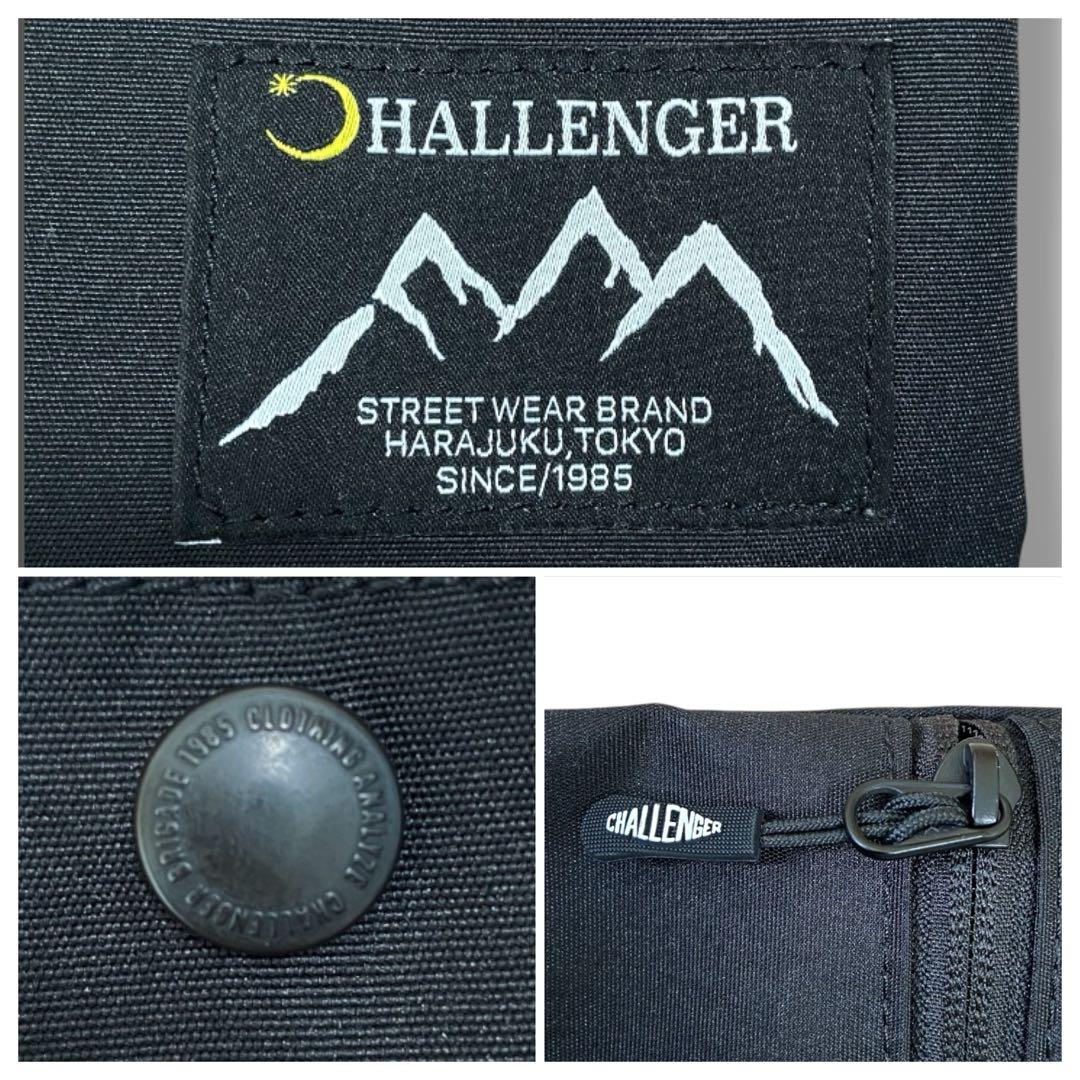 CHALLENGER
STREET WEAR BRAND
HARAJUKU,TOKYO
SINCE/1985
CHALLENGER BRIGADE 1985 CLOTHING ANALYZE
CHALLENGER